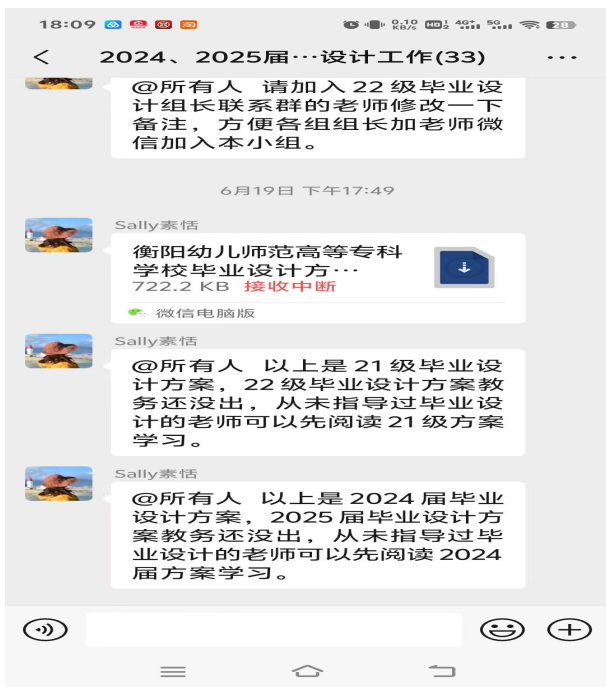 18:09
0.10 KB/s HD 4G+ 5G 28
2024、2025届…设计工作(33)
@所有人 请加入22级毕业设
计组长联系群的老师修改一下
备注，方便各组组长加老师微
信加入本小组。
6月19日 下午17:49
Sally素恬
衡阳幼儿师范高等专科
学校毕业设计方…
722.2 KB 接收中断
微信电脑版
Sally素恬
@所有人 以上是21级毕业设
计方案，22级毕业设计方案教
务还没出，从未指导过毕业设
计的老师可以先阅读21级方案
学习。
Sally素恬
@所有人 以上是2024届毕业
设计方案，2025届毕业设计方
案教务还没出，从未指导过毕
业设计的老师可以先阅读2024
届方案学习。